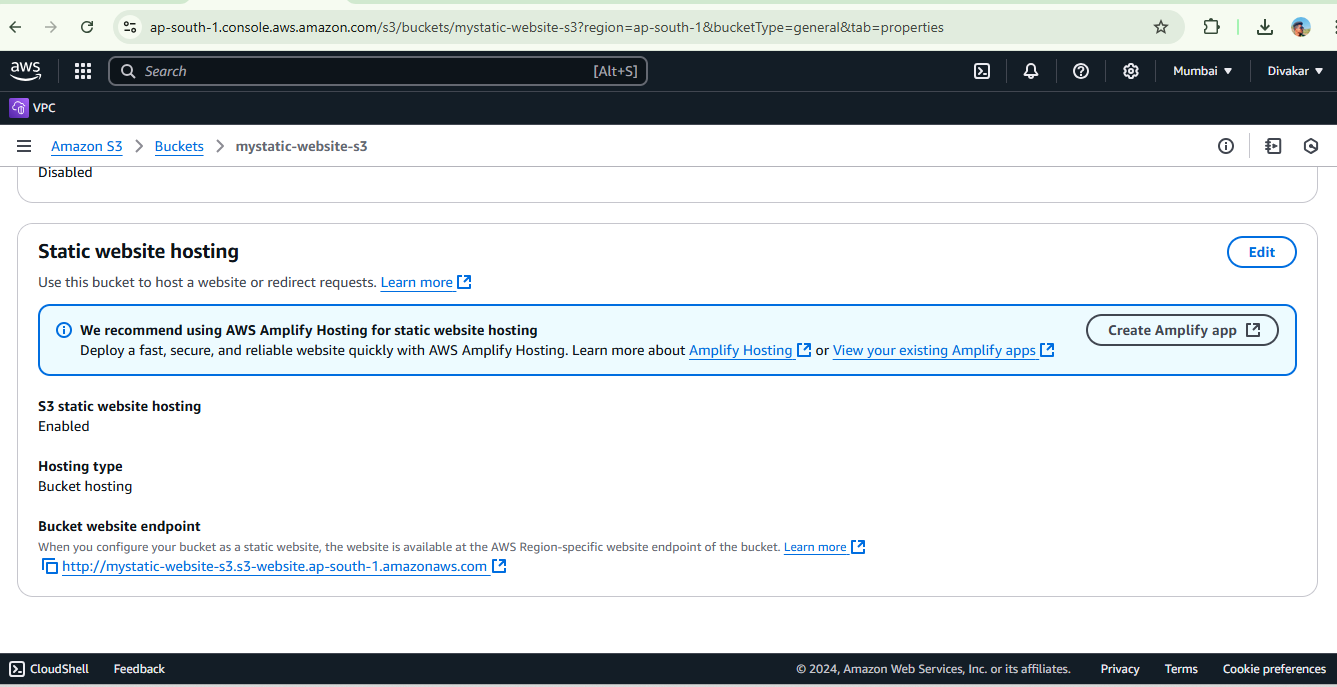 ap-south-1.console.aws.amazon.com/s3/buckets/mystatic-website-s3?region=ap-south-1&bucketType=general&tab=properties
aws
Search [Alt+S] Mumbai Divakar
VPC
Amazon S3 Buckets mystatic-website-s3
Disabled
Static website hosting Edit
Use this bucket to host a website or redirect requests. Learn more
We recommend using AWS Amplify Hosting for static website hosting Create Amplify app
Deploy a fast, secure, and reliable website quickly with AWS Amplify Hosting. Learn more about Amplify Hosting or View your existing Amplify apps
S3 static website hosting
Enabled
Hosting type
Bucket hosting
Bucket website endpoint
When you configure your bucket as a static website, the website is available at the AWS Region-specific website endpoint of the bucket. Learn more
http://mystatic-website-s3.s3-website.ap-south-1.amazonaws.com
CloudShell Feedback © 2024, Amazon Web Services, Inc. or its affiliates. Privacy Terms Cookie preferences